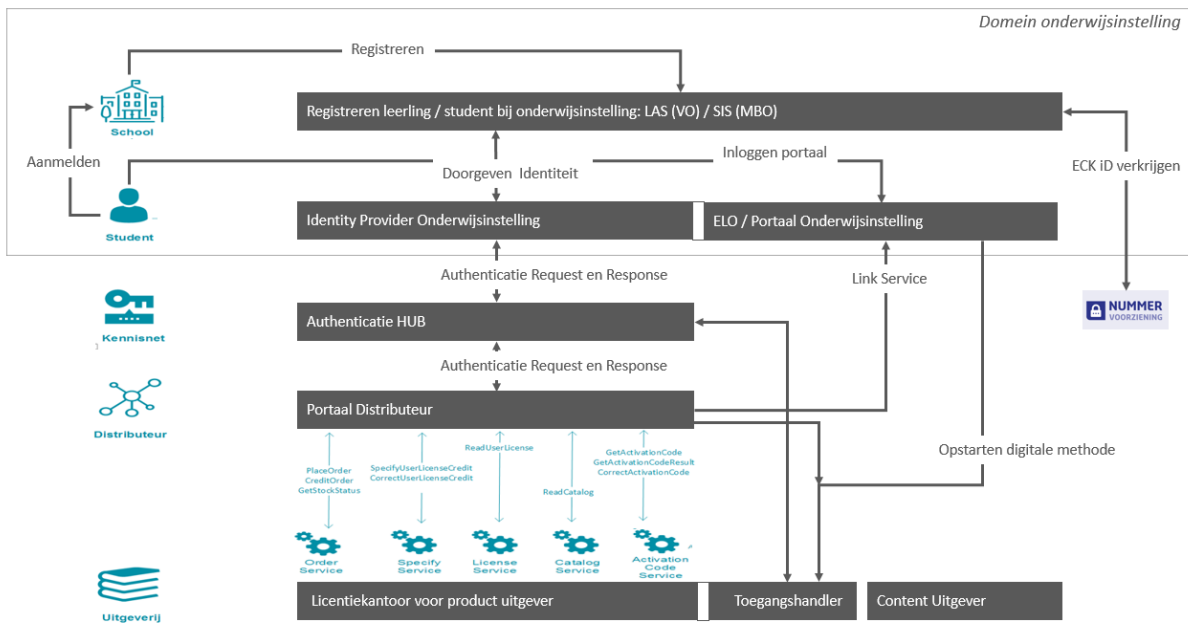 Domein onderwijsinstelling
Registreren
School
Registreren leerling / student bij onderwijsinstelling: LAS (VO) / SIS (MBO)
Aanmelden
Inloggen portaal
Doorgeven Identiteit
ECK iD verkrijgen
Student
Identity Provider Onderwijsinstelling
ELO / Portaal Onderwijsinstelling
Authenticatie Request en Response
Link Service
Kennisnet
Authenticatie HUB
NUMMER
VOORZIENING
Authenticatie Request en Response
Distributeur
Portaal Distributeur
Opstarten digitale methode
PlaceOrder
CreditOrder
GetStockStatus
SpecifyUserLicenseCredit
CorrectUserLicenseCredit
ReadUserLicense
ReadCatalog
GetActivationCode
GetActivationCodeResult
CorrectActivationCode
Order
Service
Specify
Service
License
Service
Catalog
Service
Activation
Code
Service
Uitgeverij
Licentiekantoor voor product uitgever
Toegangshandler
Content Uitgever